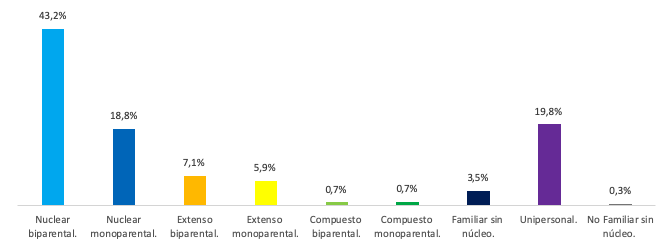 43,2%
18,8%
7,1%
5,9%
0,7%
0,7%
3,5%
19,8%
0,3%
Nuclear
biparental.
Nuclear
monoparental.
Extenso
biparental.
Extenso
monoparental.
Compuesto
biparental.
Compuesto
monoparental.
Familiar sin
núcleo.
Unipersonal.
No Familiar sin
núcleo.